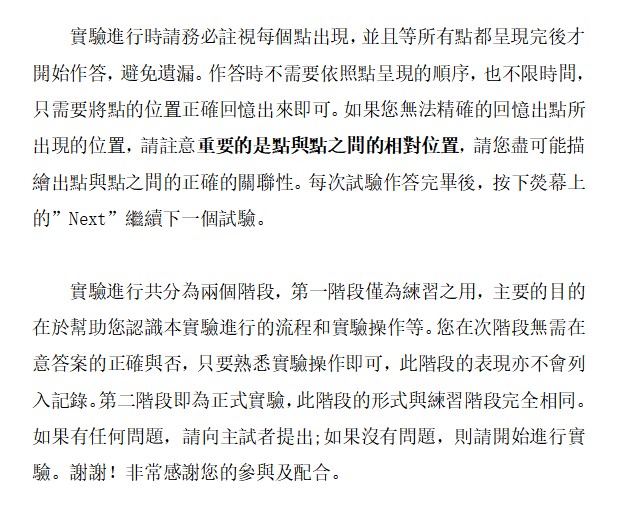 實驗進行時請務必註視每個點出現，並且等所有點都呈現完後才
開始作答，避免遺漏。作答時不需要依照點呈現的順序，也不限時間，
只需要將點的位置正確回憶出來即可。如果您無法精確的回憶出點所
出現的位置，請註意重要的是點與點之間的相對位置，請您盡可能描
繪出點與點之間的正確的關聯性。每次試驗作答完畢後，按下熒幕上
的”Next”繼續下一個試驗。
實驗進行共分為兩個階段，第一階段僅為練習之用，主要的目的
在於幫助您認識本實驗進行的流程和實驗操作等。您在次階段無需在
意答案的正確與否，只要熟悉實驗操作即可，此階段的表現亦不會列
入記錄。第二階段即為正式實驗，此階段的形式與練習階段完全相同。
如果有任何問題，請向主試者提出;如果沒有問題，則請開始進行實
驗。謝謝！非常感謝您的參與及配合。